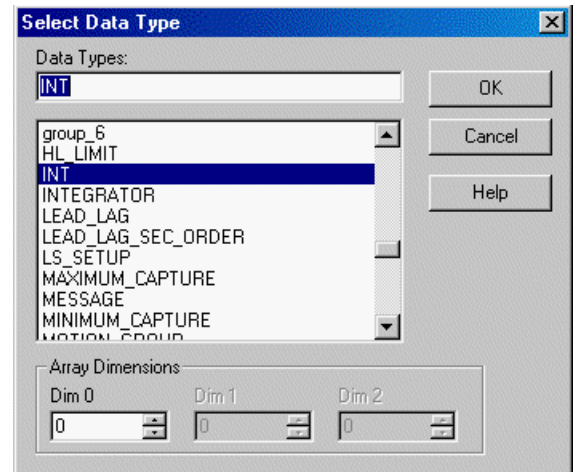 Select Data Type
Data Types:
INT
OK
Cancel
Help
group_6
HL_LIMIT
INT
INTEGRATOR
LEAD_LAG
LEAD_LAG_SEC_ORDER
LS_SETUP
MAXIMUM_CAPTURE
MESSAGE
MINIMUM_CAPTURE
MOTION_GROUP
Array Dimensions
Dim 0 Dim 1 Dim 2
0 0 0